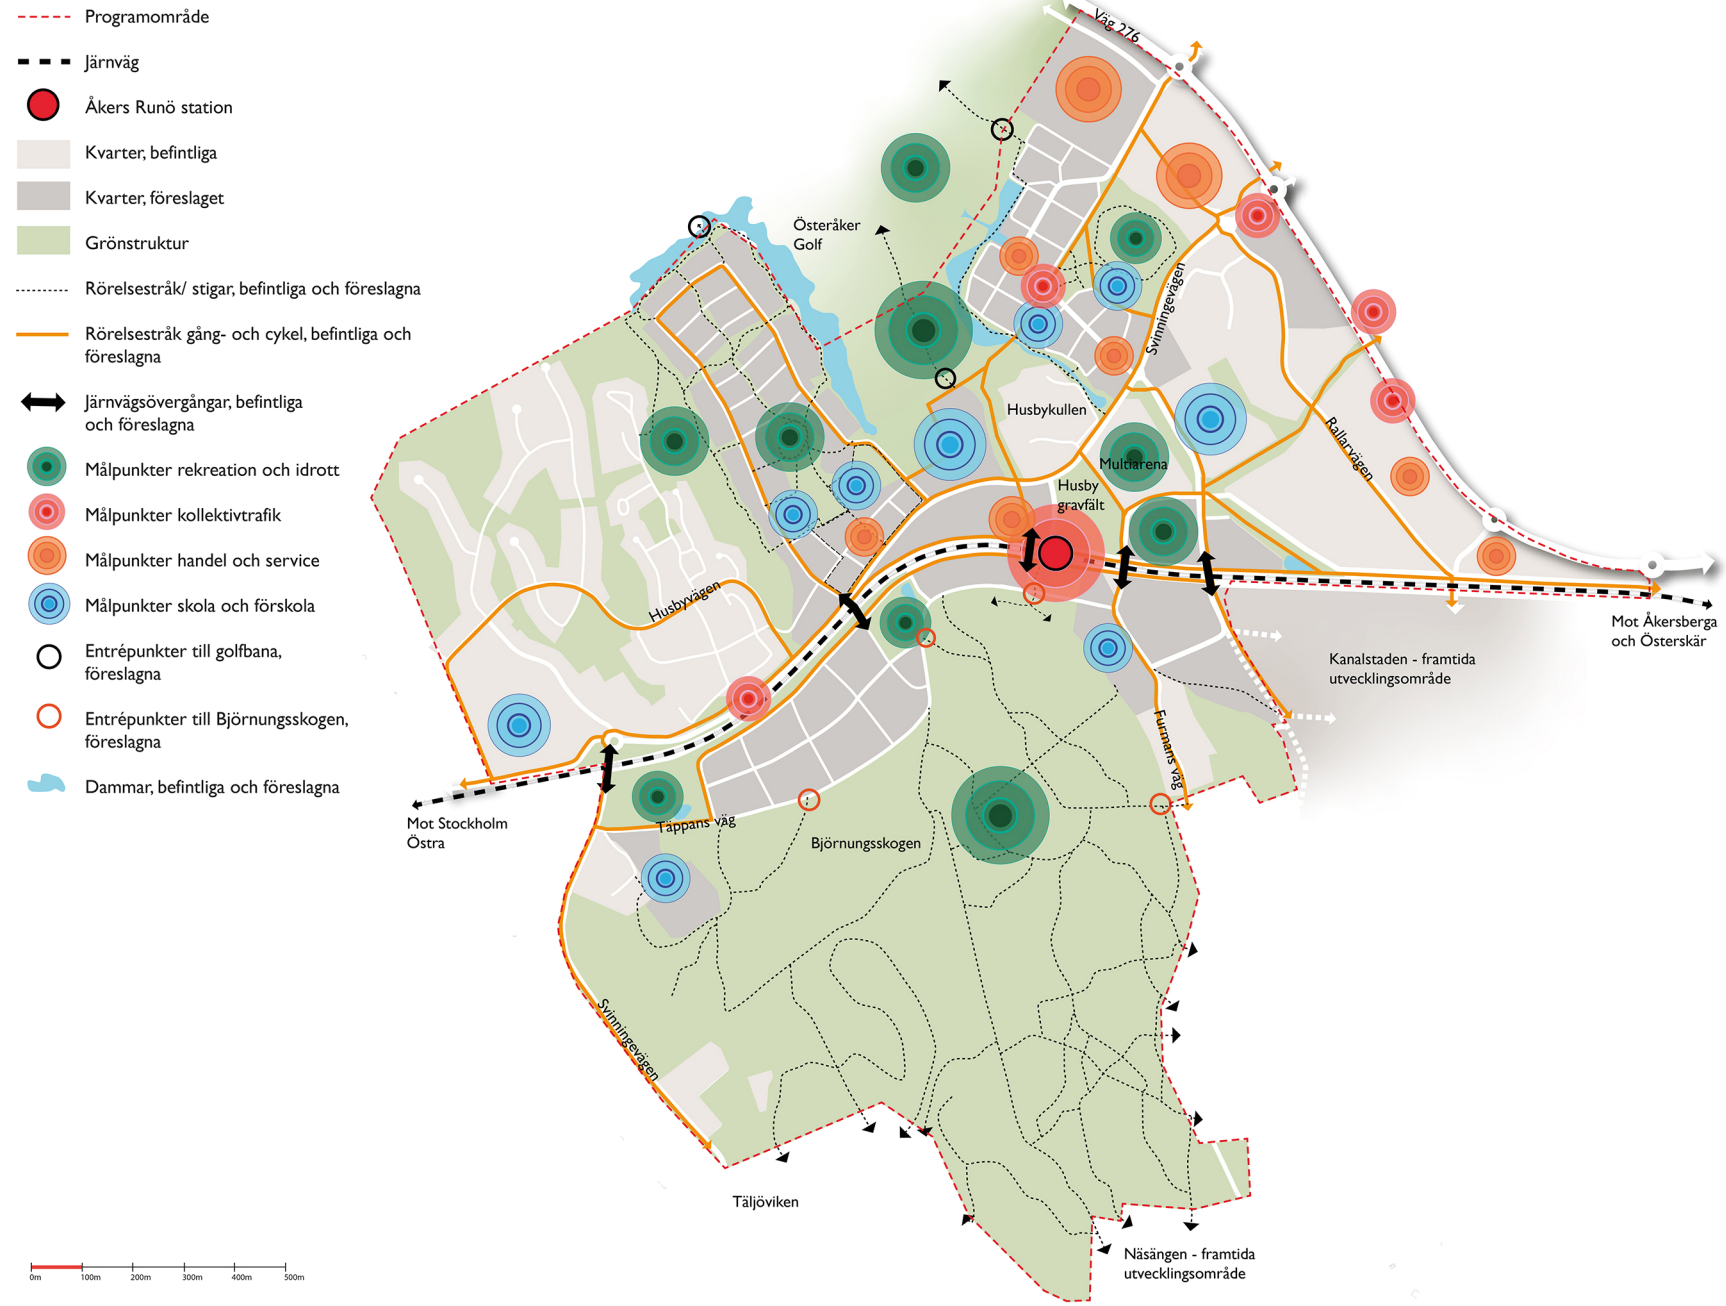 Programområde
Järnväg
Åkers Runö station
Kvarter, befintliga
Kvarter, föreslaget
Grönstruktur
Rörelsestråk/ stigar, befintliga och föreslagna
Rörelsestråk gång- och cykel, befintliga och
föreslagna
Järnvägsövergångar, befintliga
och föreslagna
Målpunkter rekreation och idrott
Målpunkter kollektivtrafik
Målpunkter handel och service
Målpunkter skola och förskola
Entrépunkter till golfbana,
föreslagna
Entrépunkter till Björnungsskogen,
föreslagna
Dammar, befintliga och föreslagna
Väg 276
Österåker
Golf
Svinningevägen
Husbykullen
Rallarvägen
Multiarena
Husby
gravfält
Husbyvägen
Mot Åkersberga
och Österskär
Kanalstaden - framtida
utvecklingsområde
Furmans väg
Mot Stockholm
Östra
Täppans väg
Björnungsskogen
Svinningevägen
Täljöviken
Näsängen - framtida
utvecklingsområde
0m 100m 200m 300m 400m 500m